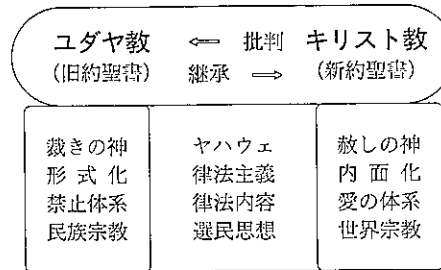 ユダヤ教 ⇐ 批判 キリスト教
(旧約聖書) 継承 ⇒ (新約聖書)
裁きの神 ヤハウェ 赦しの神
形式化 律法主義 内面化
禁止体系 律法内容 愛の体系
民族宗教 選民思想 世界宗教